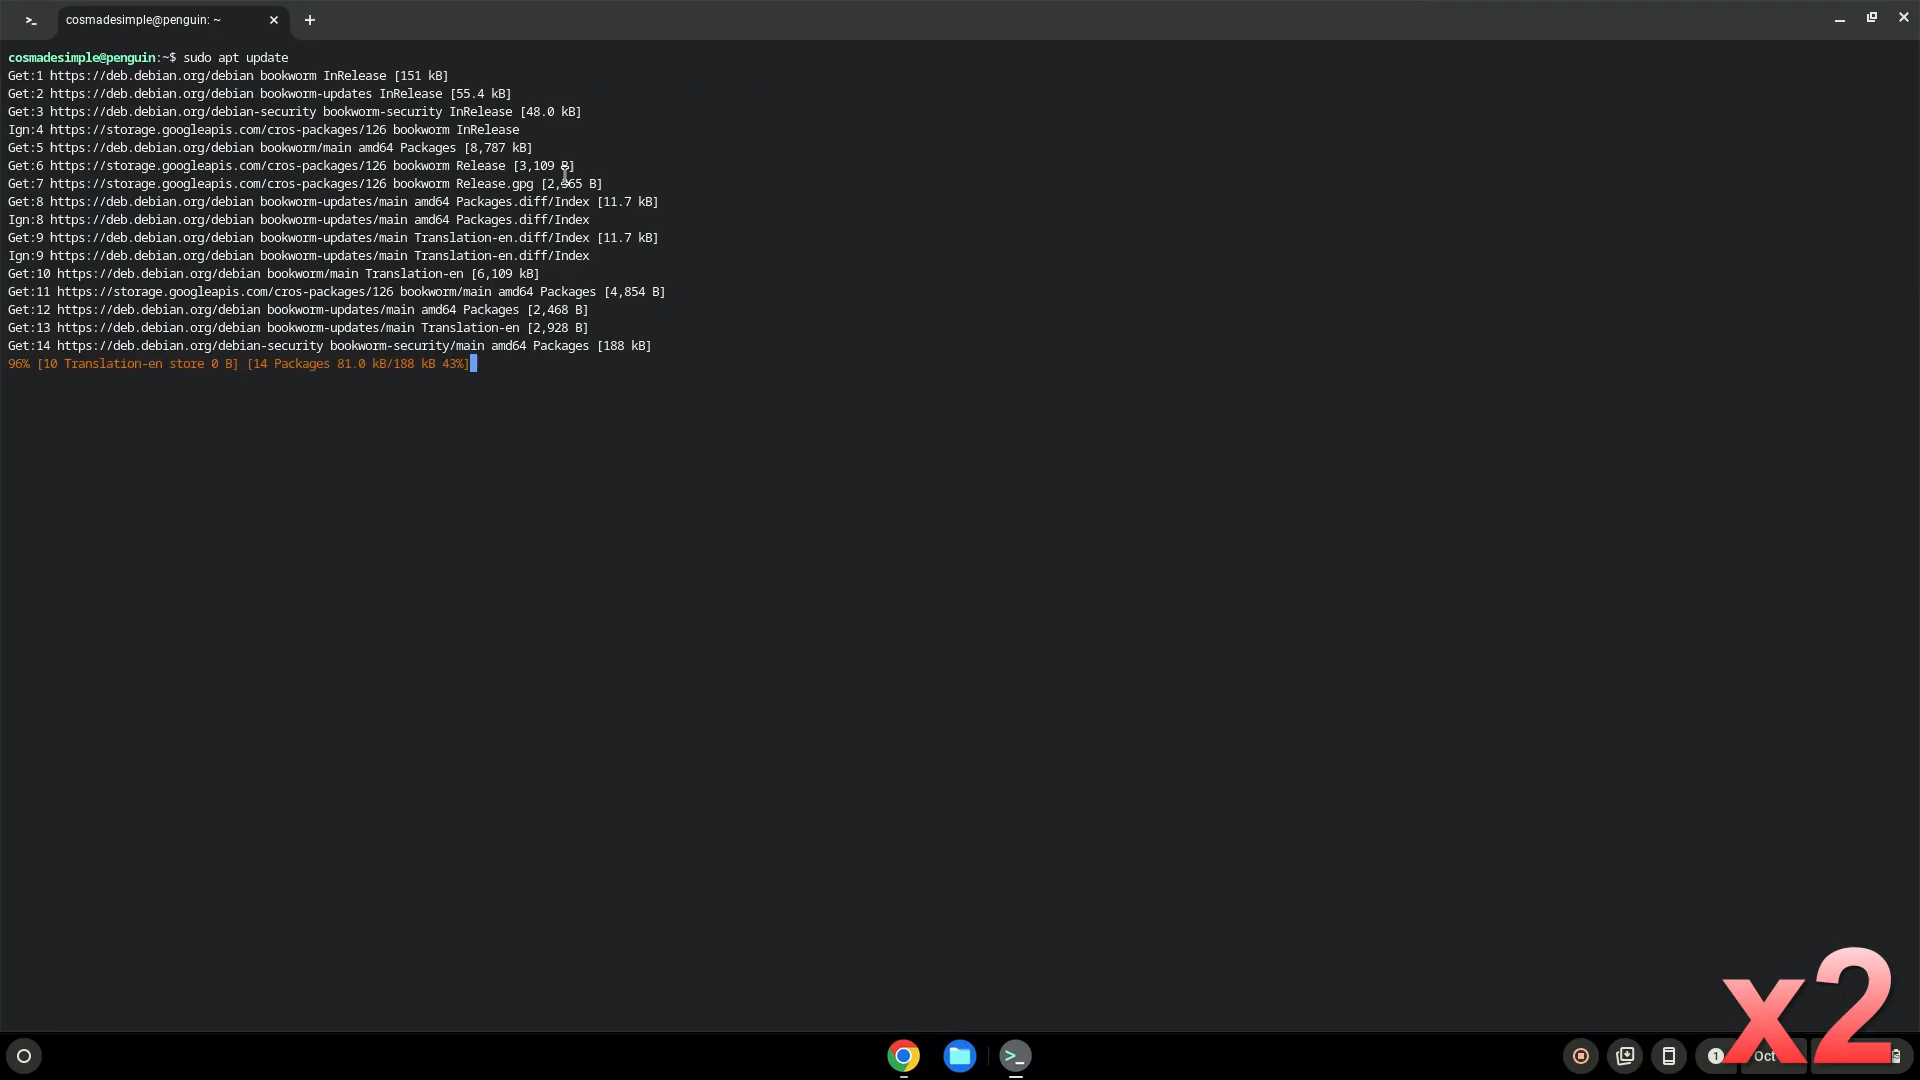 cosmadesimple@penguin: ~
cosmadesimple@penguin:~$ sudo apt update
Get:1 https://deb.debian.org/debian bookworm InRelease [151 kB]
Get:2 https://deb.debian.org/debian bookworm-updates InRelease [55.4 kB]
Get:3 https://deb.debian.org/debian-security bookworm-security InRelease [48.0 kB]
Ign:4 https://storage.googleapis.com/cros-packages/126 bookworm InRelease
Get:5 https://deb.debian.org/debian bookworm/main amd64 Packages [8,787 kB]
Get:6 https://storage.googleapis.com/cros-packages/126 bookworm Release [3,109 B]
Get:7 https://storage.googleapis.com/cros-packages/126 bookworm Release.gpg B]
Get:8 https://deb.debian.org/debian bookworm-updates/main amd64 Packages.diff/Index [11.7 kB]
Ign:8 https://deb.debian.org/debian bookworm-updates/main amd64 Packages.diff/Index
Get:9 https://deb.debian.org/debian bookworm-updates/main Translation-en.diff/Index [11.7 kB]
Ign:9 https://deb.debian.org/debian bookworm-updates/main Translation-en.diff/Index
Get:10 https://deb.debian.org/debian bookworm/main Translation-en [6,109 kB]
Get:11 https://storage.googleapis.com/cros-packages/126 bookworm/main amd64 Packages [4,854 B]
Get:12 https://deb.debian.org/debian bookworm-updates/main amd64 Packages [2,468 B]
Get:13 https://deb.debian.org/debian bookworm-updates/main Translation-en [2,928 B]
Get:14 https://deb.debian.org/debian-security bookworm-security/main amd64 Packages [188 kB]
96% [10 Translation-en store 0 B] [14 Packages 81.0 kB/188 kB 43%]
x2
1 Oct